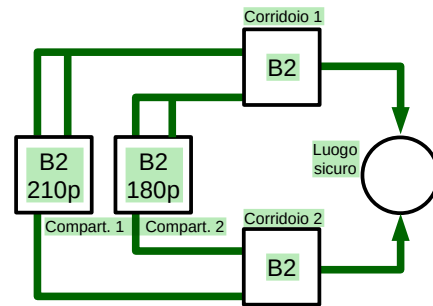 Corridoio 1
B2
B2
210p
B2
180p
Luogo
sicuro
Compart. 1
Compart. 2
Corridoio 2
B2